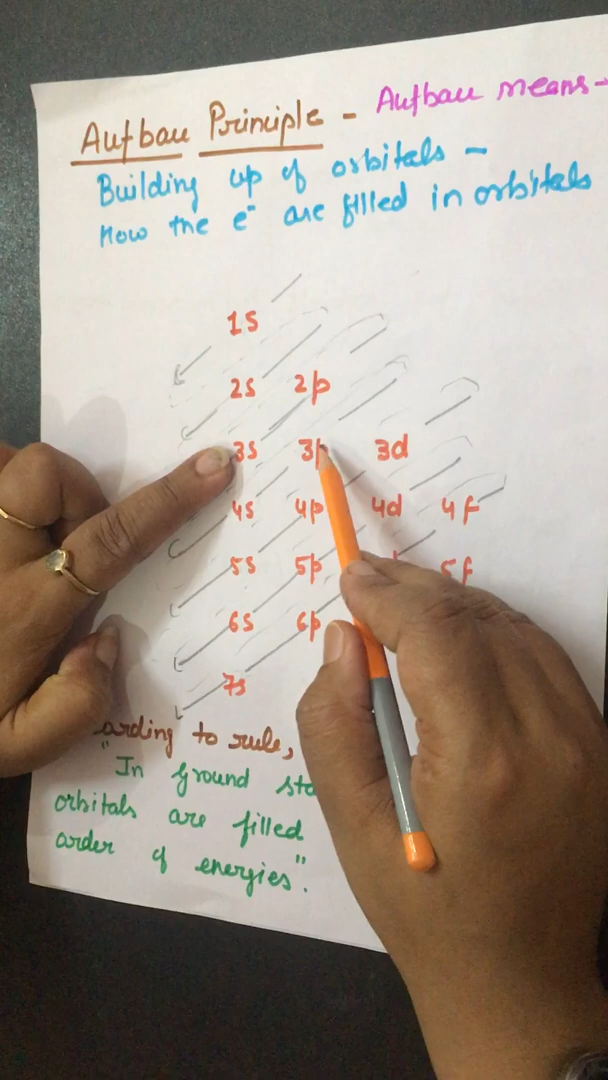 Aufbau Principle - Aufbau means-
Building up of orbitals -
How the e⁻ are filled in orbitals
1s
2s 2p
3s 3p 3d
4s 4p 4d 4f
5s 5p 5f
6s 6p
7s
to rule,
"In ground
orbitals are filled
order of energies".